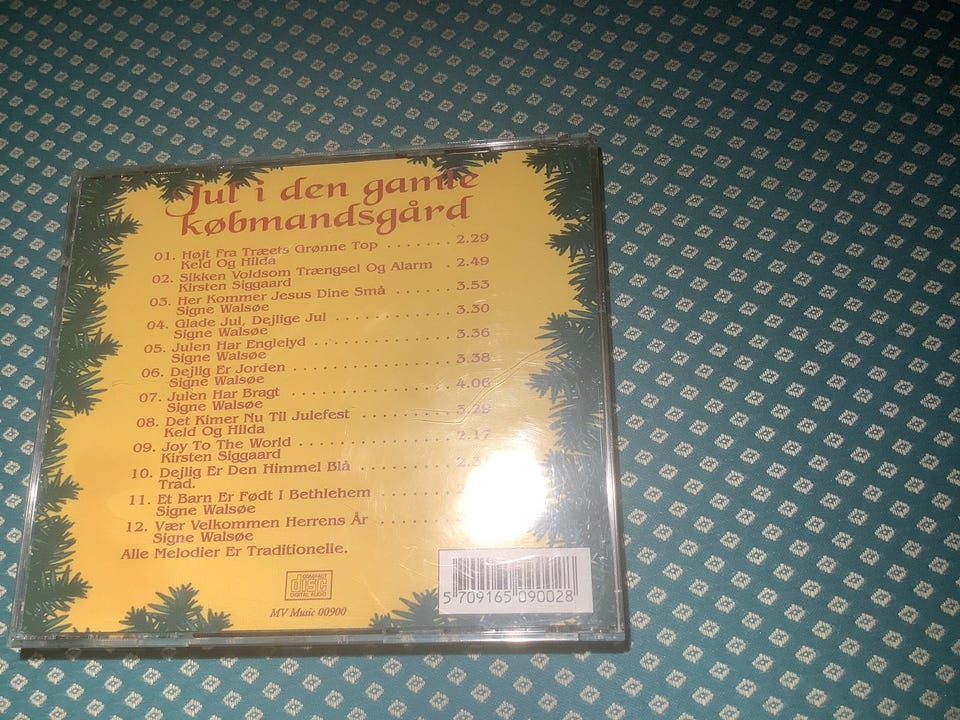 Jul i den gamle
købmandsgård
01. Højt Fra Træets Grønne Top . . . . . . . 2.29
Keld Og Hilda
02. Sikken Voldsom Trængsel Og Alarm . 2.49
Kirsten Siggaard
03. Her Kommer Jesus Dine Små . . . . . . 3.53
Signe Walsøe
04. Glade Jul, Dejlige Jul . . . . . . . . . . . 3.30
Signe Walsøe
05. Julen Har Englelyd . . . . . . . . . . . . . 3.36
Signe Walsøe
06. Dejlig Er Jorden . . . . . . . . . . . . . . . 3.38
Signe Walsøe
07. Julen Har Bragt . . . . . . . . . . . . . . . 4.06
Signe Walsøe
08. Det Kimer Nu Til Julefest . . . . . . . . 3.29
Keld Og Hilda
09. Joy To The World . . . . . . . . . . . . . . 2.17
Kirsten Siggaard
10. Dejlig Er Den Himmel Blå
Trad.
11. Et Barn Er Født I Bethlehem
Signe Walsøe
12. Vær Velkommen Herrens År
Signe Walsøe
Alle Melodier Er Traditionelle.
COMPACT
disc
DIGITAL AUDIO
MV Music 00900
5 709165 090028